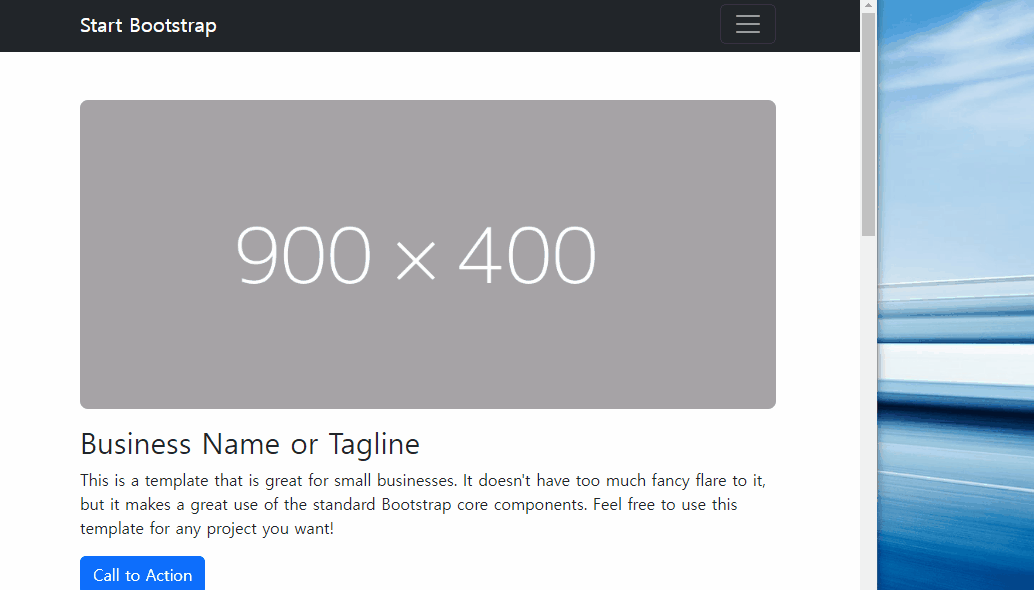 Start Bootstrap
900 × 400
Business Name or Tagline
This is a template that is great for small businesses. It doesn't have too much fancy flare to it,
but it makes a great use of the standard Bootstrap core components. Feel free to use this
template for any project you want!
Call to Action